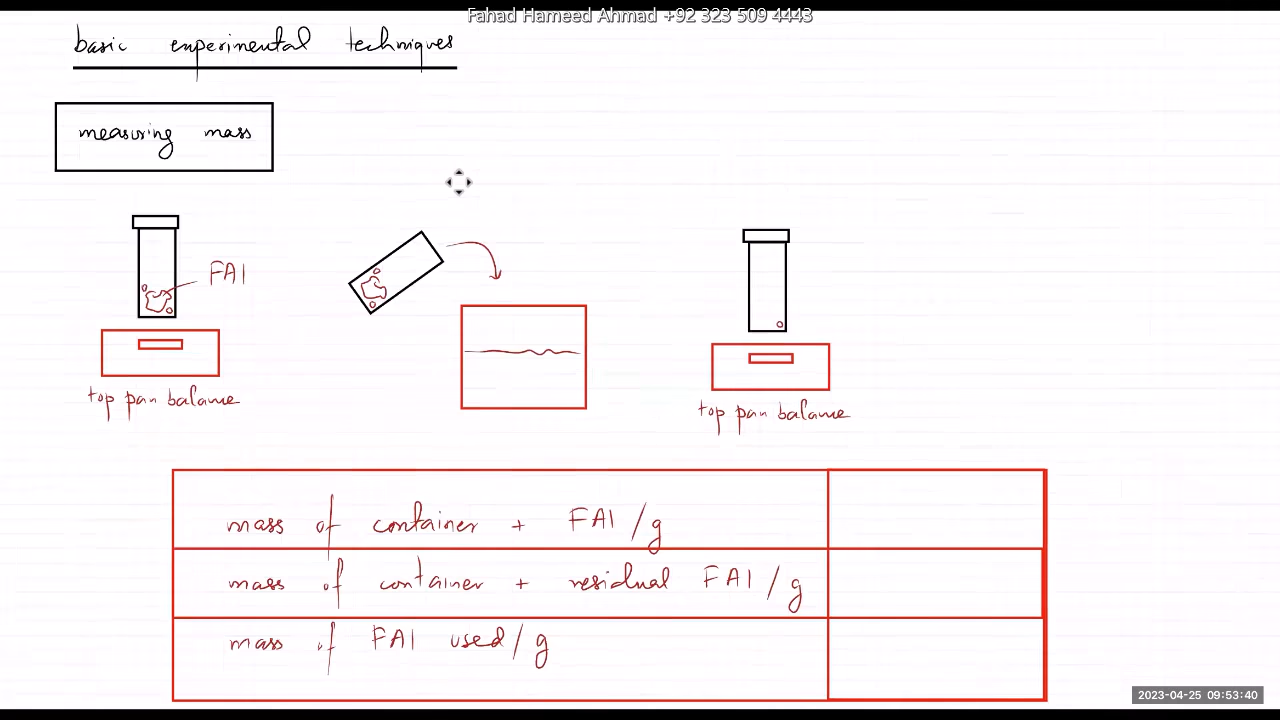 Fahad Hameed Ahmad +92 323 509 4443
basic experimental techniques
measuring mass
FA1
top pan balance
top pan balance
mass of container + FA1 /g
mass of container + residual FA1 /g
mass of FA1 used/g
2023-04-25 09:53:40